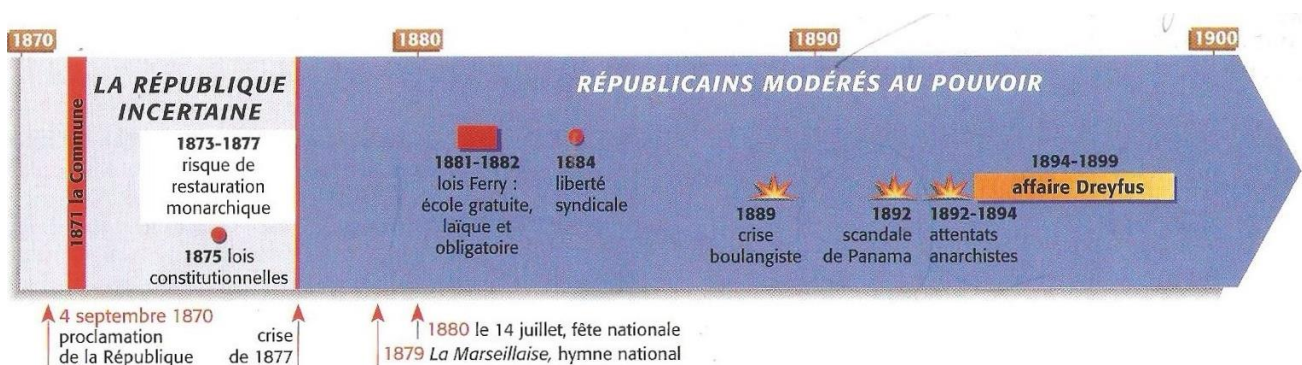 1870
1880
1890
1900
1871 la Commune
LA RÉPUBLIQUE
INCERTAINE
1873-1877
risque de
restauration
monarchique
1875 lois
constitutionnelles
RÉPUBLICAINS MODÉRÉS AU POUVOIR
1881-1882
lois Ferry :
école gratuite,
laïque et
obligatoire
1884
liberté
syndicale
1889
crise
boulangiste
1892
scandale
de Panama
1892-1894
attentats
anarchistes
1894-1899
affaire Dreyfus
4 septembre 1870
proclamation
de la République
crise
de 1877
1880 le 14 juillet, fête nationale
1879 La Marseillaise, hymne national